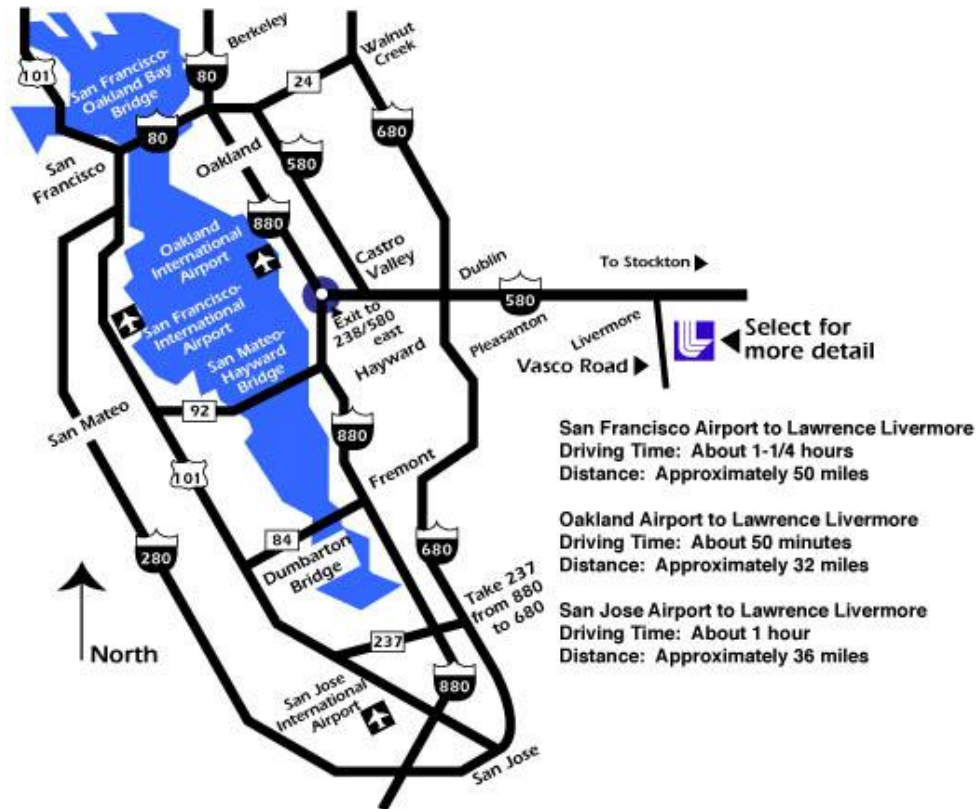 Berkeley
Walnut
Creek
101
San Francisco-
Oakland Bay
Bridge
80
24
80
680
San
Francisco
Oakland
580
880
Oakland
International
Airport
Castro
Valley
Dublin
To Stockton
580
San Francisco-
International
Airport
Exit to
238/580
east
Pleasanton
Livermore
Select for
more detail
San Mateo-
Hayward
Bridge
Hayward
Vasco Road
San Mateo
92
880
San Francisco Airport to Lawrence Livermore
Driving Time: About 1-1/4 hours
Distance: Approximately 50 miles
101
Fremont
84
Dumbarton
Bridge
280
680
Oakland Airport to Lawrence Livermore
Driving Time: About 50 minutes
Distance: Approximately 32 miles
Take 237
from 880
to 680
237
San Jose Airport to Lawrence Livermore
Driving Time: About 1 hour
Distance: Approximately 36 miles
North
San Jose
International
Airport
880
San Jose